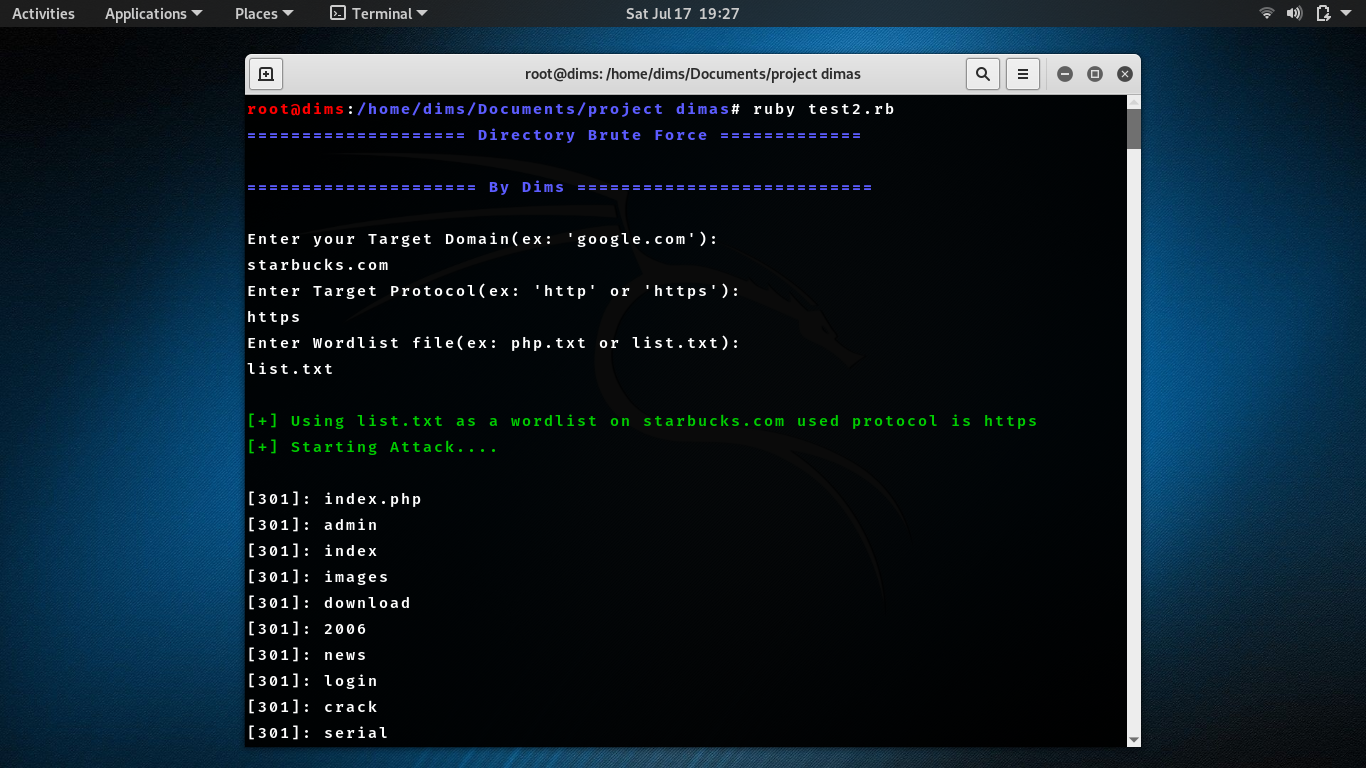 Activities Applications Places Terminal Sat Jul 17 19:27
root@dims: /home/dims/Documents/project dimas
root@dims:/home/dims/Documents/project dimas# ruby test2.rb
==================== Directory Brute Force =============
===================== By Dims ===========================
Enter your Target Domain(ex: 'google.com'):
starbucks.com
Enter Target Protocol(ex: 'http' or 'https'):
https
Enter Wordlist file(ex: php.txt or list.txt):
list.txt
[+] Using list.txt as a wordlist on starbucks.com used protocol is https
[+] Starting Attack....
[301]: index.php
[301]: admin
[301]: index
[301]: images
[301]: download
[301]: 2006
[301]: news
[301]: login
[301]: crack
[301]: serial